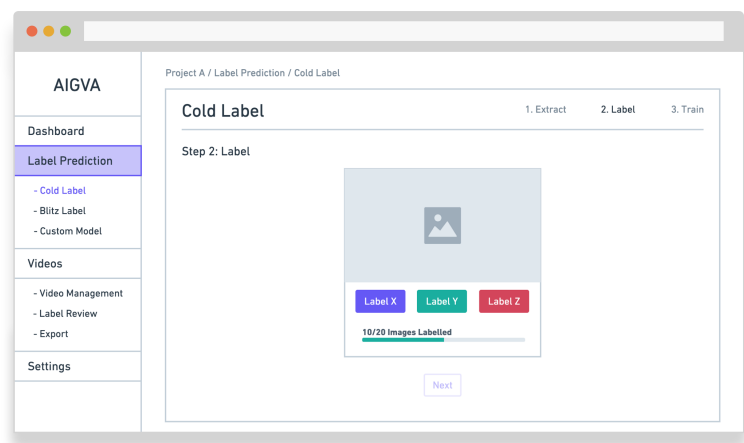 AIGVA
Dashboard
Label Prediction
- Cold Label
- Blitz Label
- Custom Model
Videos
- Video Management
- Label Review
- Export
Settings
Project A / Label Prediction / Cold Label
Cold Label
1. Extract
2. Label
3. Train
Step 2: Label
Label X
Label Y
Label Z
10/20 Images Labelled
Next